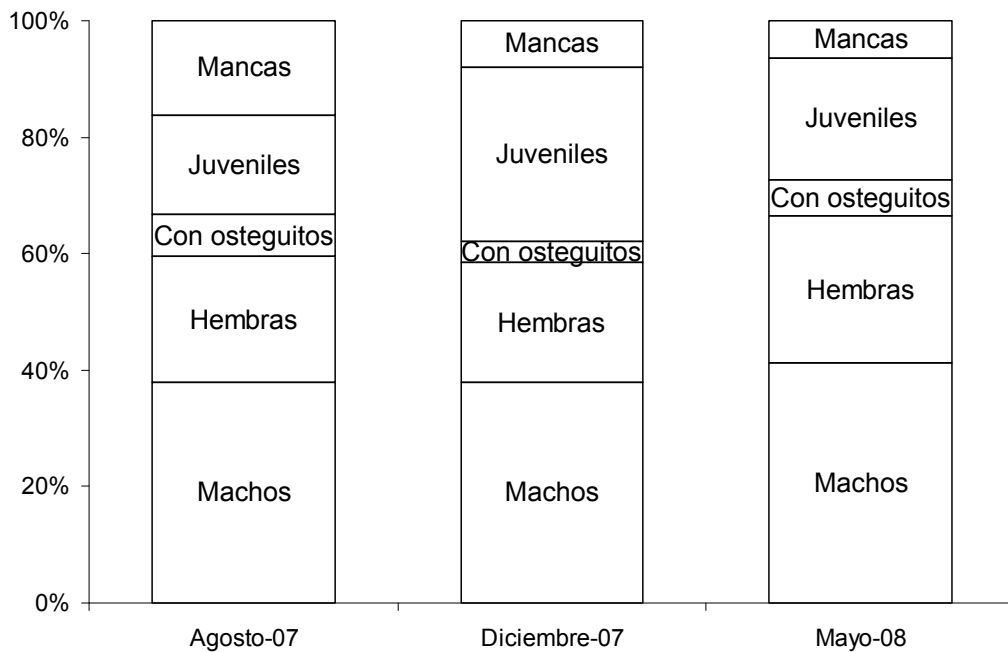 100%
80%
60%
40%
20%
0%
Mancas
Juveniles
Con osteguitos
Hembras
Machos
Mancas
Juveniles
Con osteguitos
Hembras
Machos
Mancas
Juveniles
Con osteguitos
Hembras
Machos
Agosto-07
Diciembre-07
Mayo-08